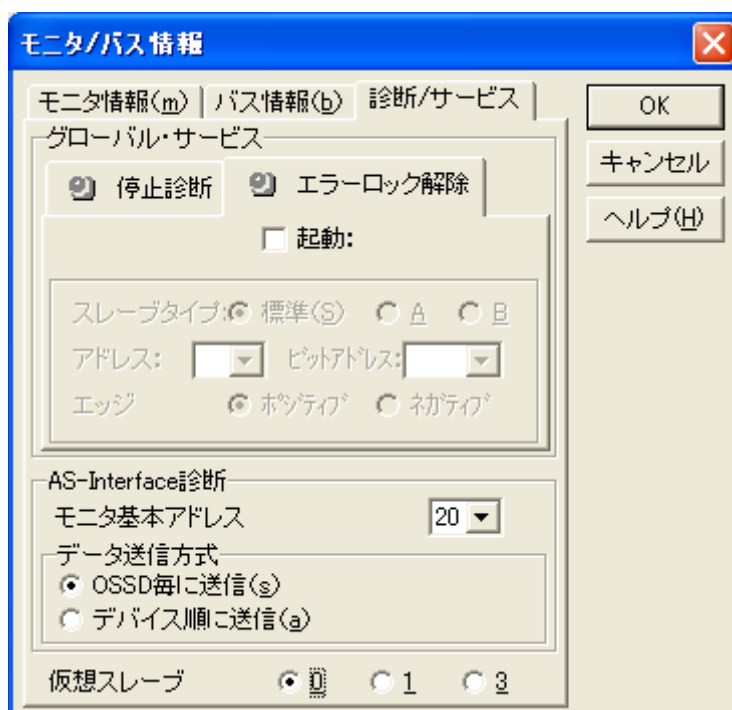 モニタ/バス情報
モニタ情報(m) バス情報(b) 診断/サービス
OK
キャンセル
ヘルプ(H)
グローバル・サービス
停止診断 エラーロック解除
起動:
スレーブタイプ: 標準(S) A B
アドレス: ビットアドレス:
エッジ ポジティブ ネガティブ
AS-Interface診断
モニタ基本アドレス 20
データ送信方式
OSSD毎に送信(s)
デバイス順に送信(a)
仮想スレーブ 0 1 3